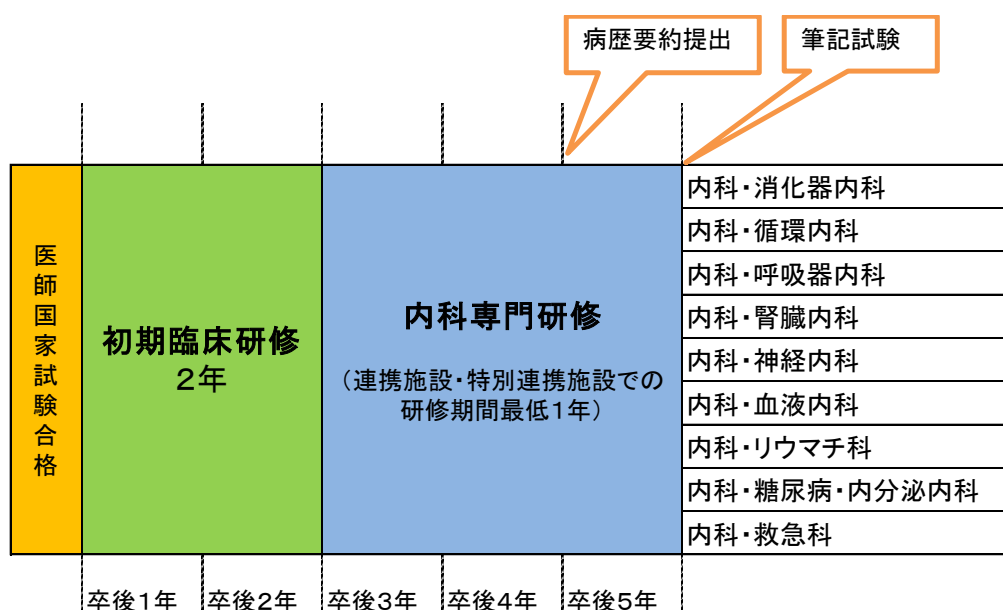 病歴要約提出
筆記試験
医師国家試験合格
初期臨床研修
２年
内科専門研修
（連携施設・特別連携施設での
研修期間最低１年）
内科・消化器内科
内科・循環内科
内科・呼吸器内科
内科・腎臓内科
内科・神経内科
内科・血液内科
内科・リウマチ科
内科・糖尿病・内分泌内科
内科・救急科
卒後１年
卒後２年
卒後３年
卒後４年
卒後５年